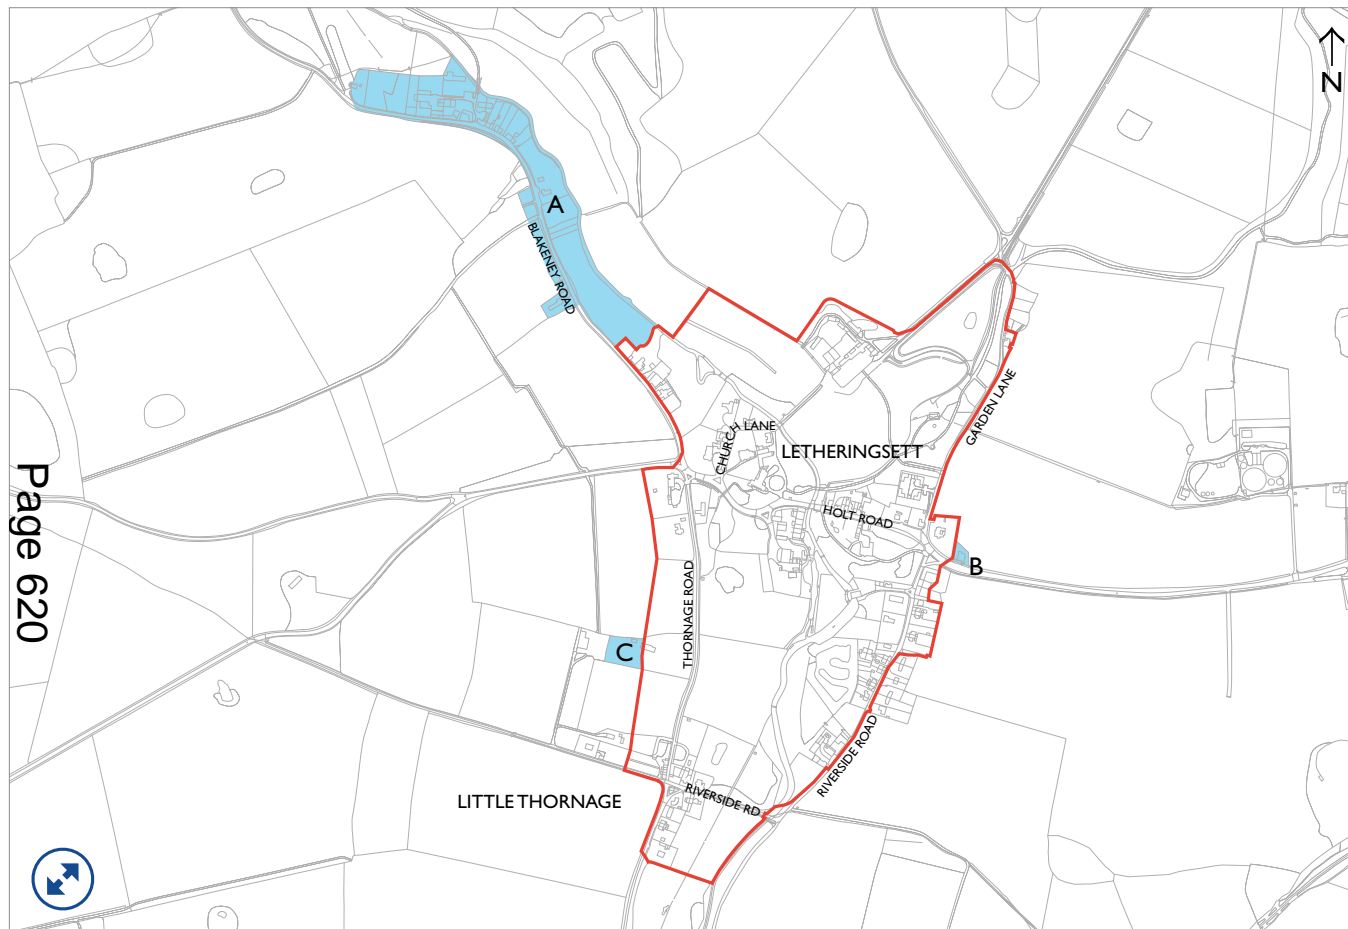 N
A
BLAKENEY ROAD
GARDEN LANE
CHURCH LANE
LETHERINGSETT
HOLT ROAD
B
THORNAGE ROAD
C
RIVERSIDE ROAD
RIVERSIDE RD
LITTLE THORNAGE
Page 620